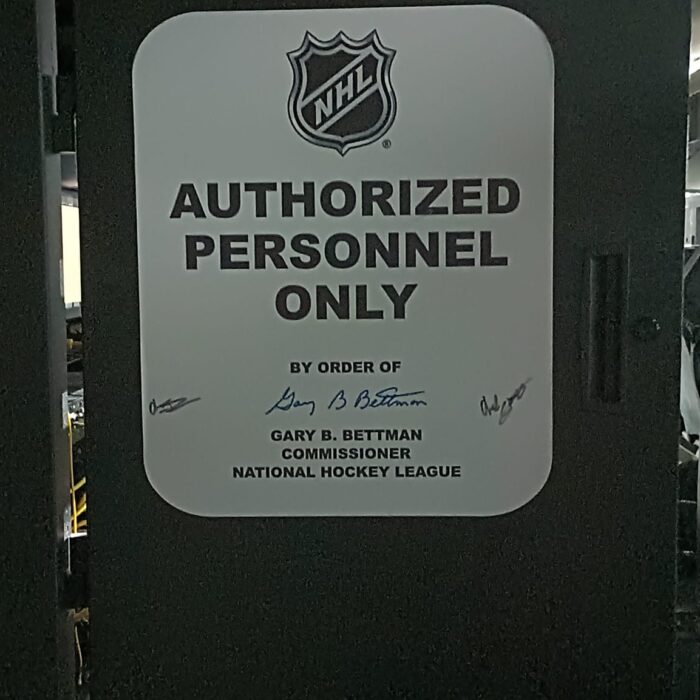 NHL
®
AUTHORIZED
PERSONNEL
ONLY
BY ORDER OF
Gary B Bettman
GARY B. BETTMAN
COMMISSIONER
NATIONAL HOCKEY LEAGUE